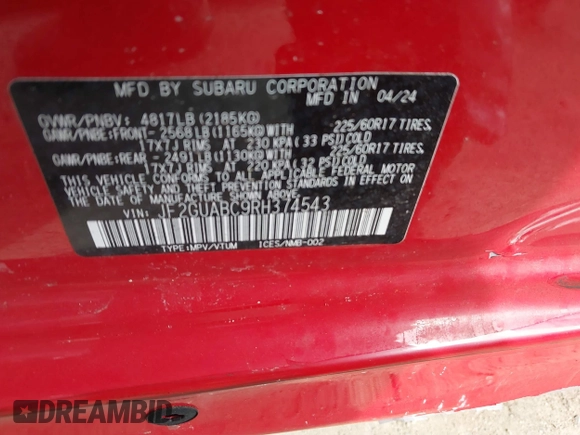 MFD BY SUBARU CORPORATION
MFD IN 04/24
GVWR/PNBV: 4817LB(2185KG)
GAWR/PNBE:FRONT- 2568LB(1165KG)WITH 225/60R17 TIRES.
17X7J RIMS AT 230 KPA(33 PSI)COLD
GAWR/PNBE:REAR - 2491LB(1130KG)WITH 225/60R17 TIRES.
17X7J RIMS AT 220 KPA(32 PSI)COLD
THIS VEHICLE CONFORMS TO ALL APPLICABLE FEDERAL MOTOR
VEHICLE SAFETY AND THEFT PREVENTION STANDARDS IN EFFECT ON
THE DATE OF MANUFACTURE SHOWN ABOVE.
VIN: JF2GUABC9RH374543
TYPE:MPV/VTUM ICES/NMB-002
DREAMBID